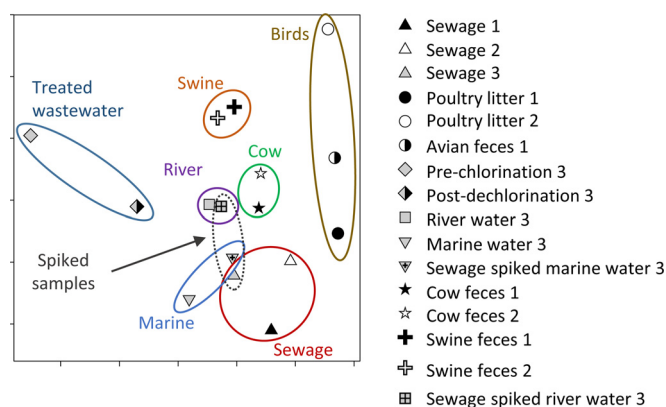 Birds
Treated
wastewater
Swine
Cow
River
Spiked
samples
Marine
Sewage
Sewage 1
Sewage 2
Sewage 3
Poultry litter 1
Poultry litter 2
Avian feces 1
Pre-chlorination 3
Post-dechlorination 3
River water 3
Marine water 3
Sewage spiked marine water 3
Cow feces 1
Cow feces 2
Swine feces 1
Swine feces 2
Sewage spiked river water 3